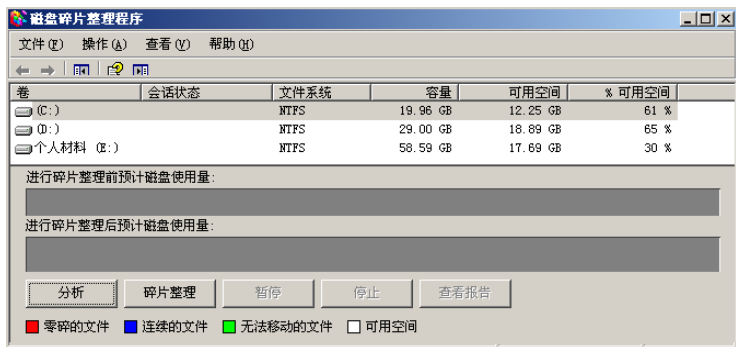 磁盘碎片整理程序
文件(F) 操作(A) 查看(V) 帮助(H)
卷 会话状态 文件系统 容量 可用空间 % 可用空间
(C:) NTFS 19.96 GB 12.25 GB 61 %
(D:) NTFS 29.00 GB 18.89 GB 65 %
个人材料 (E:) NTFS 58.59 GB 17.69 GB 30 %
进行碎片整理前预计磁盘使用量:
进行碎片整理后预计磁盘使用量:
分析 碎片整理 暂停 停止 查看报告
零碎的文件 连续的文件 无法移动的文件 可用空间